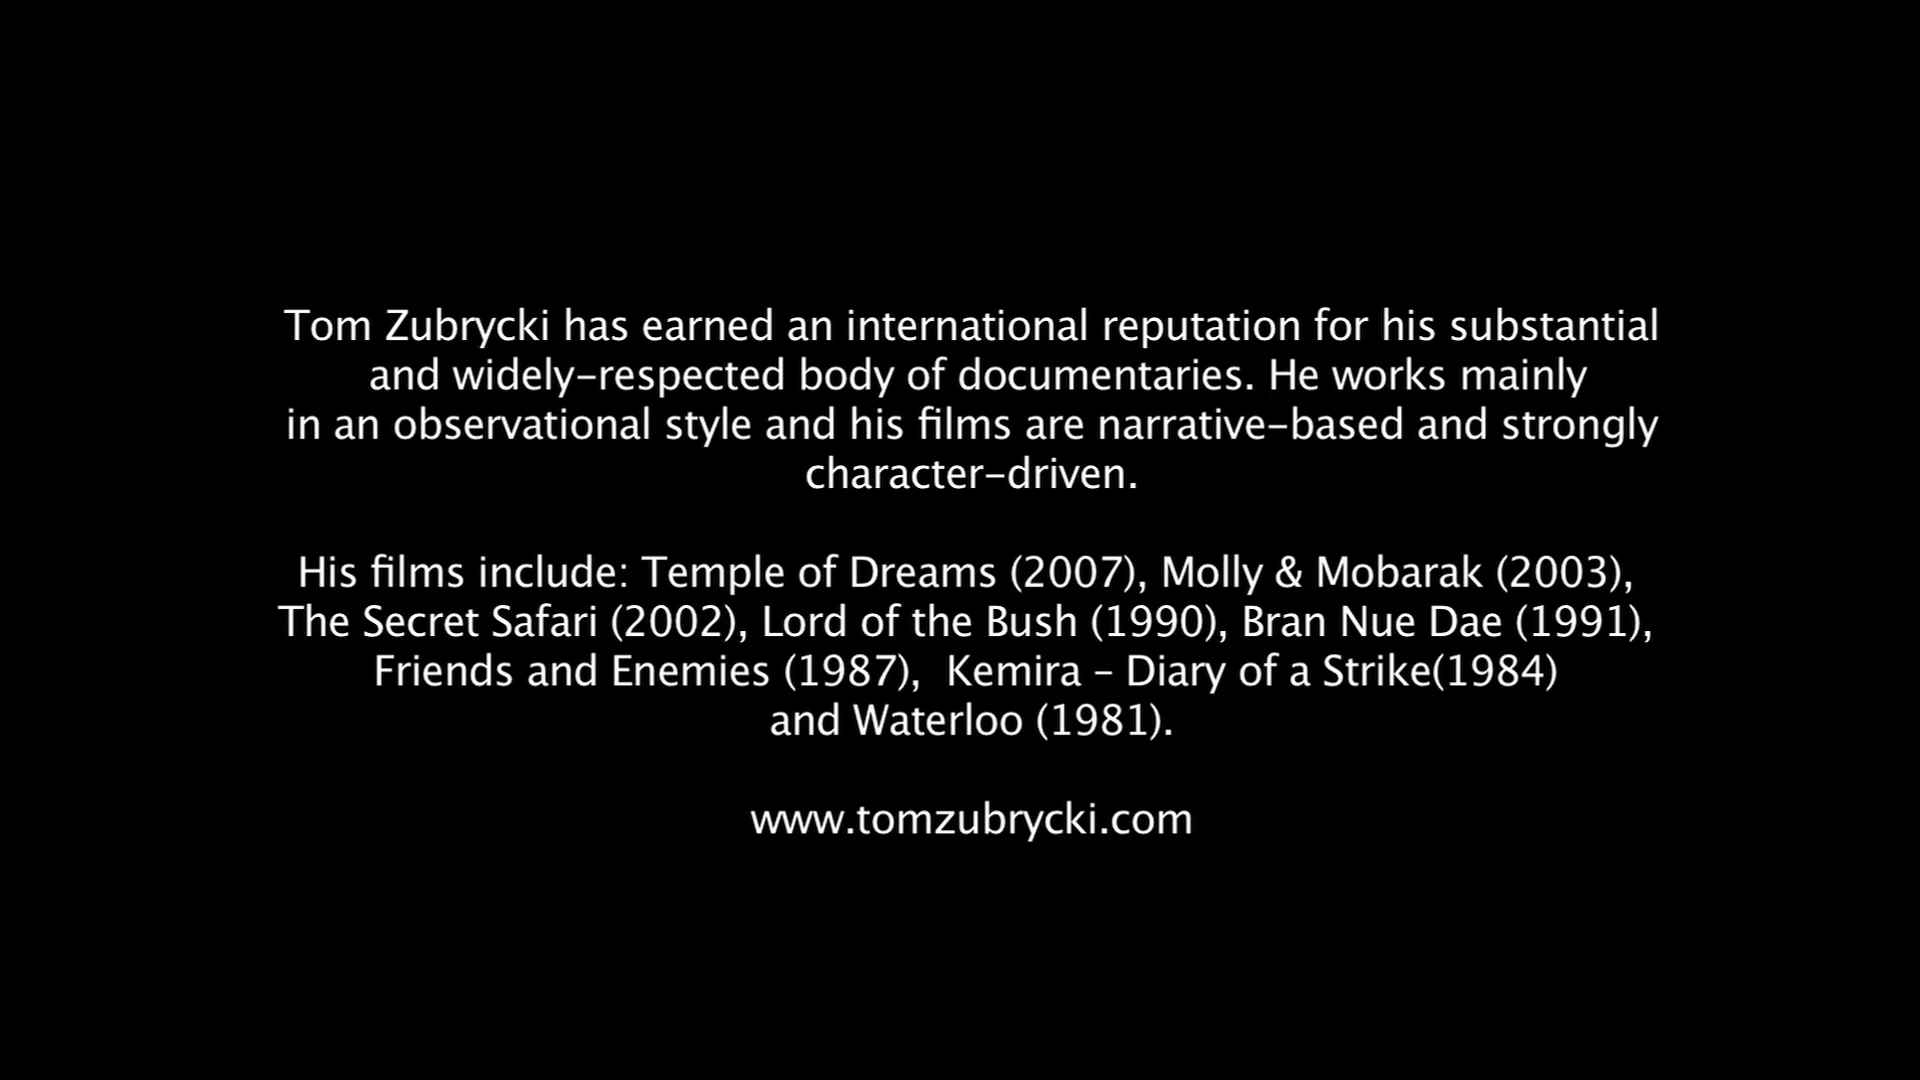 Tom Zubrycki has earned an international reputation for his substantial
and widely-respected body of documentaries. He works mainly
in an observational style and his films are narrative-based and strongly
character-driven.
His films include: Temple of Dreams (2007), Molly & Mobarak (2003),
The Secret Safari (2002), Lord of the Bush (1990), Bran Nue Dae (1991),
Friends and Enemies (1987),  Kemira – Diary of a Strike(1984)
and Waterloo (1981).
www.tomzubrycki.com